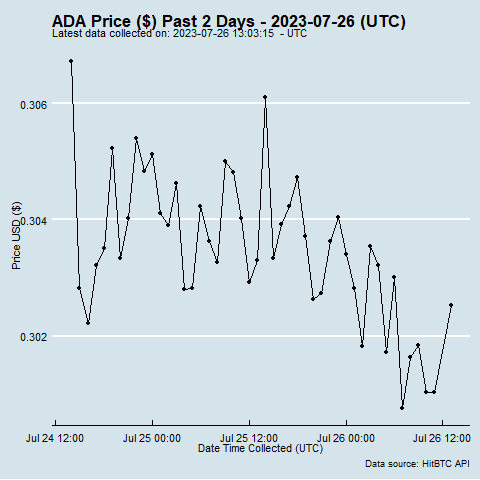 ADA Price ($) Past 2 Days - 2023-07-26 (UTC)
Latest data collected on: 2023-07-26 13:03:15 - UTC
0.306
0.304
0.302
Price USD ($)
Jul 24 12:00 Jul 25 00:00 Jul 25 12:00 Jul 26 00:00 Jul 26 12:00
Date Time Collected (UTC)
Data source: HitBTC API